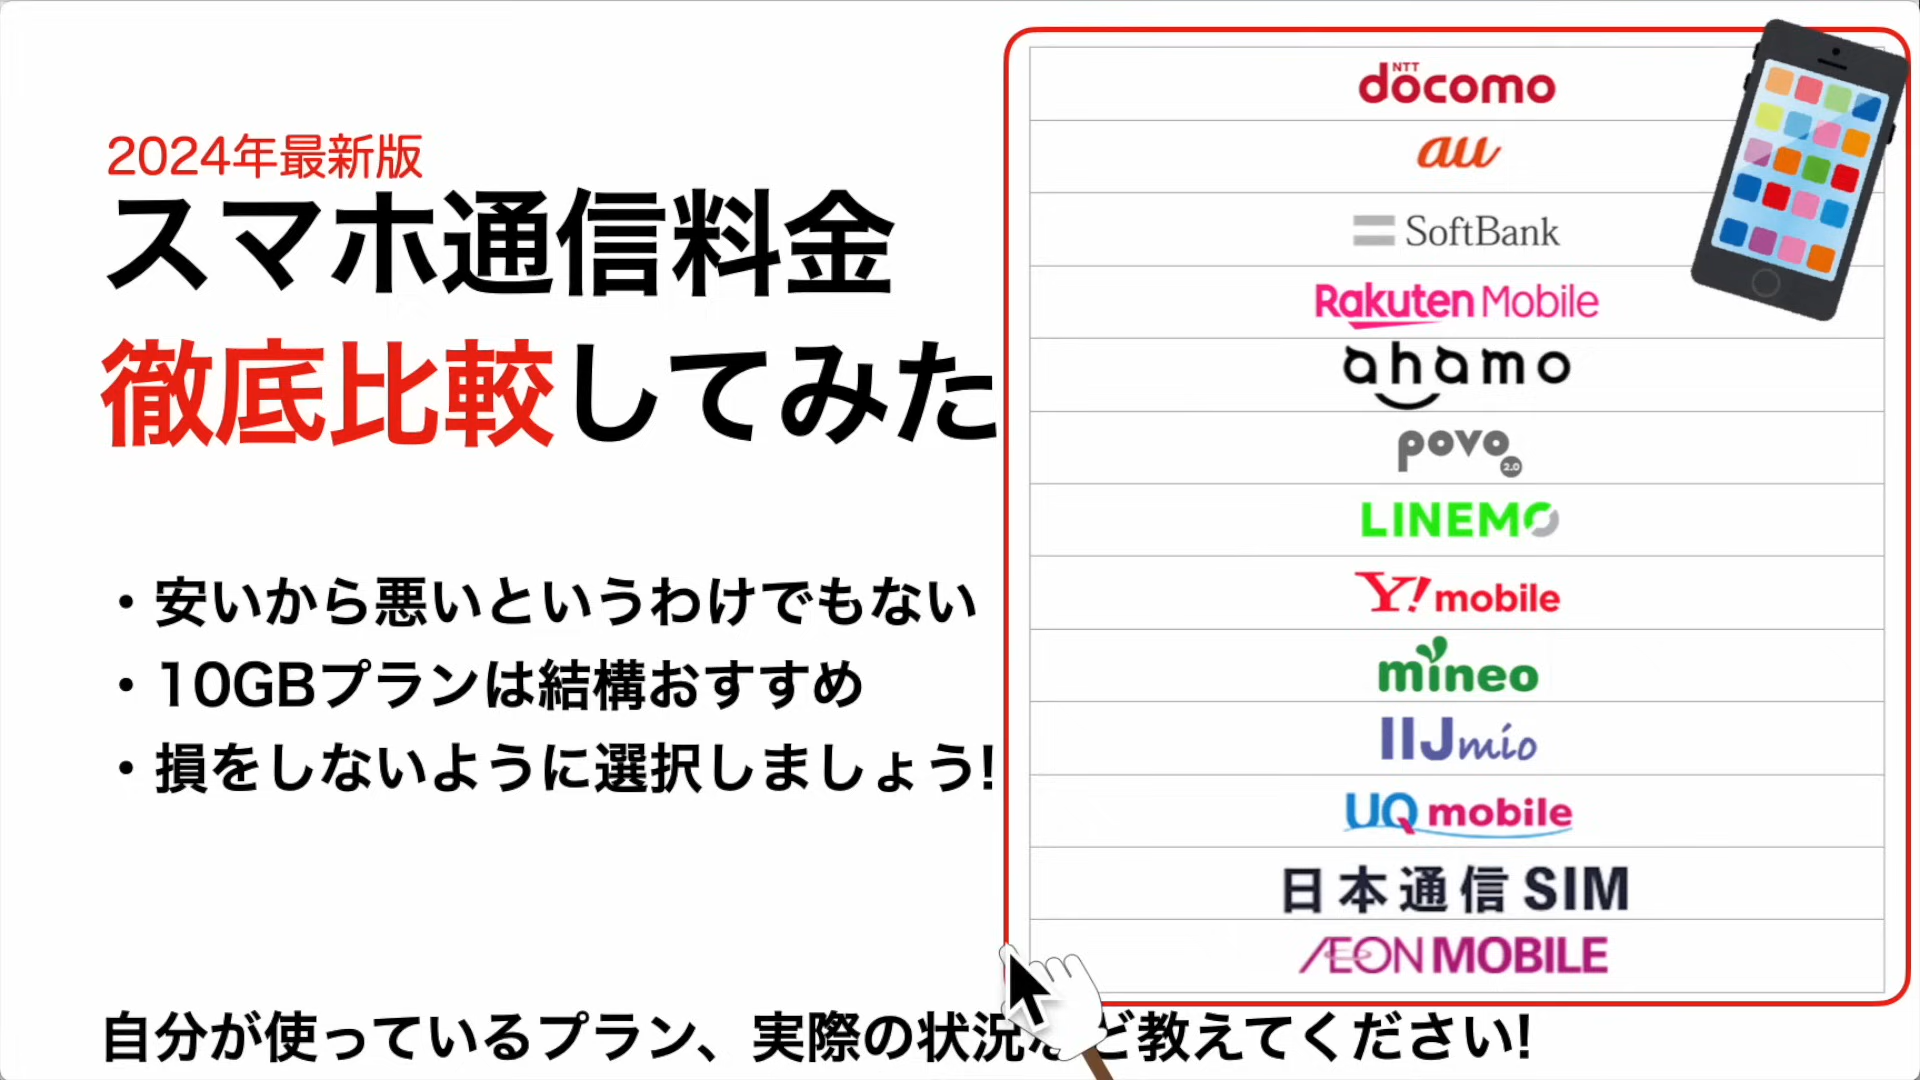 2024年最新版
スマホ通信料金
徹底比較してみた
・安いから悪いというわけでもない
・10GBプランは結構おすすめ
・損をしないように選択しましょう!
NTT
docomo
au
SoftBank
Rakuten Mobile
ahamo
povo
2.0
LINEMO
Y!mobile
mineo
IIJmio
UQ mobile
日本通信SIM
ÆON MOBILE
自分が使っているプラン、実際の状況など教えてください!